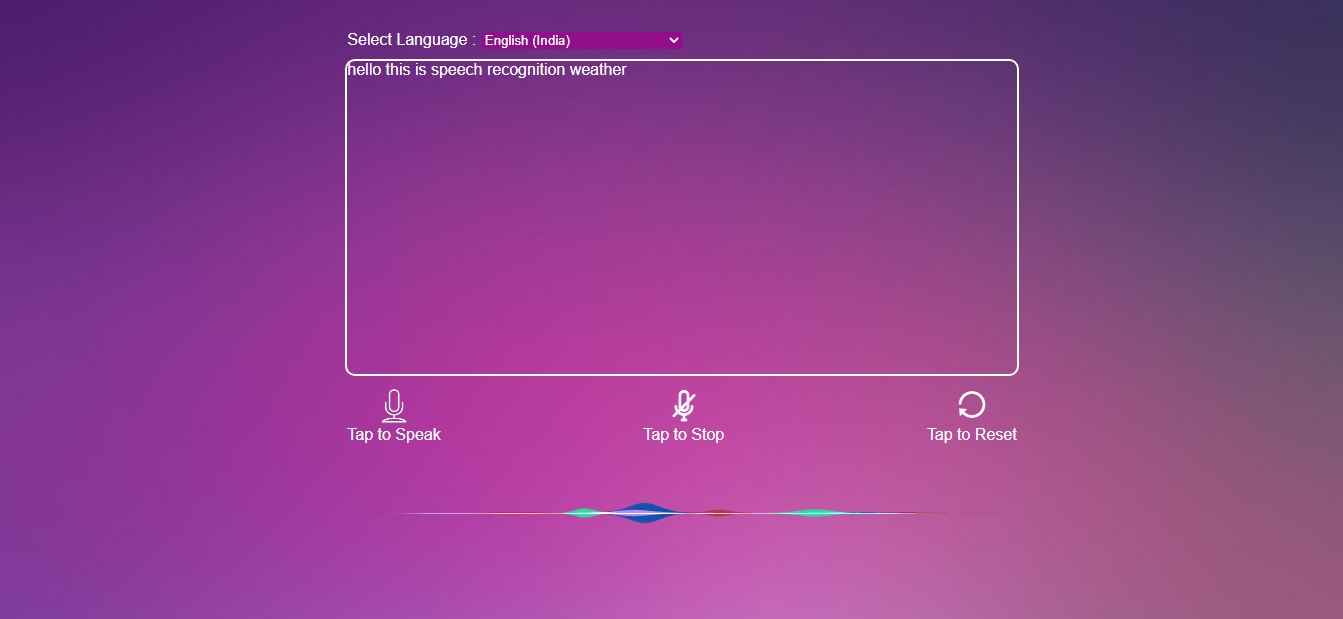 Select Language : English (India)
hello this is speech recognition weather
Tap to Speak
Tap to Stop
Tap to Reset